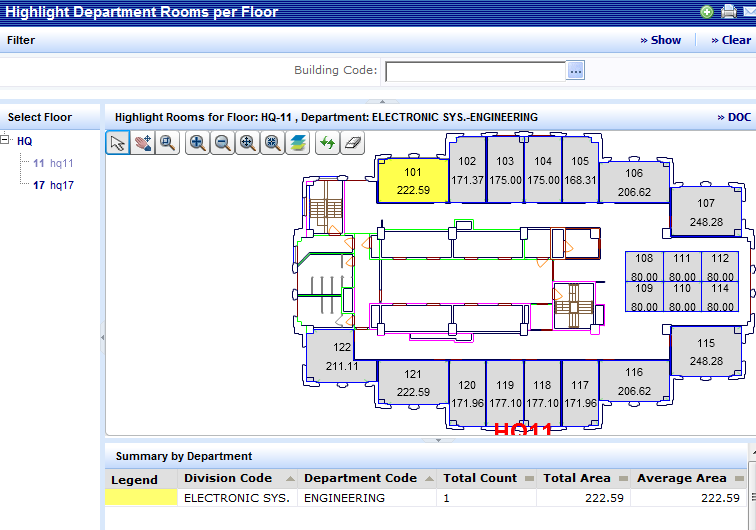 Highlight Department Rooms per Floor
Filter
» Show
» Clear
Building Code:
...
Select Floor
Highlight Rooms for Floor: HQ-11 , Department: ELECTRONIC SYS.-ENGINEERING
» DOC
HQ
11 hq11
17 hq17
101
222.59
102
171.37
103
175.00
104
175.00
105
168.31
106
206.62
107
248.28
108 111 112
80.00 80.00 80.00
109 110 114
80.00 80.00 80.00
115
248.28
122
211.11
121
222.59
120
171.96
119
177.10
118
177.10
117
171.96
116
206.62
HQ11
Summary by Department
Legend Division Code Department Code Total Count Total Area Average Area
ELECTRONIC SYS. ENGINEERING 1 222.59 222.59